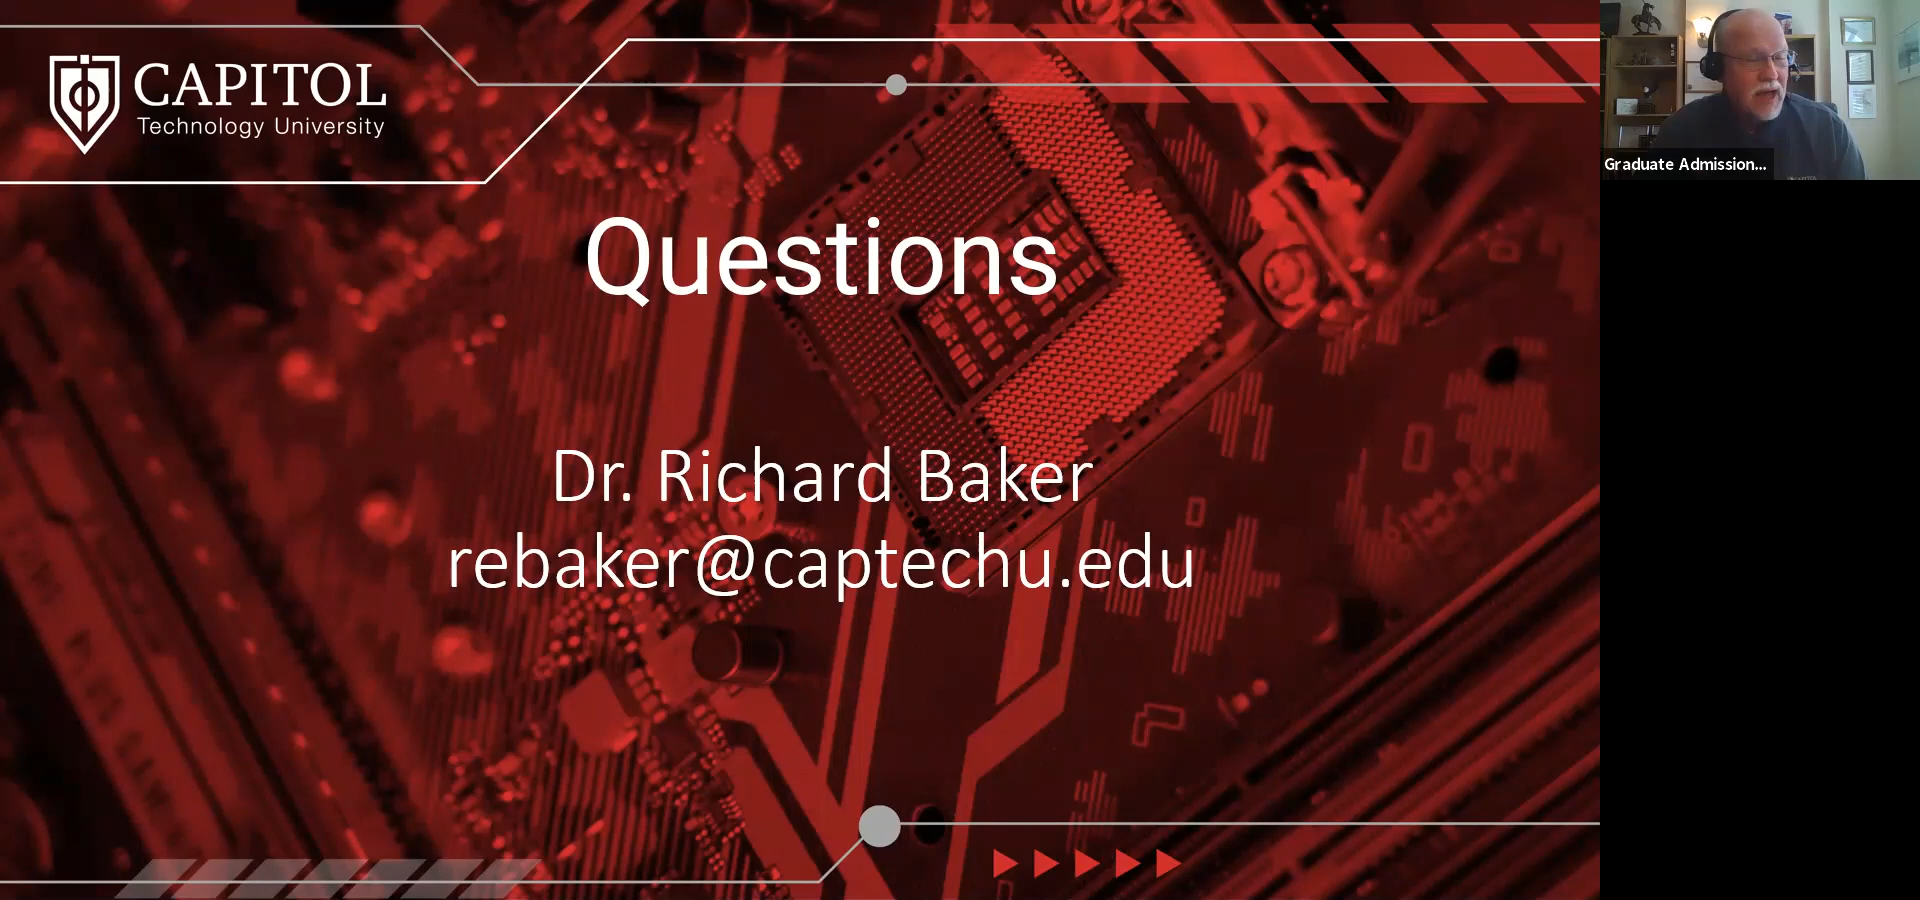 CAPITOL
Technology University
Graduate Admission...
Questions
Dr. Richard Baker
rebaker@captechu.edu